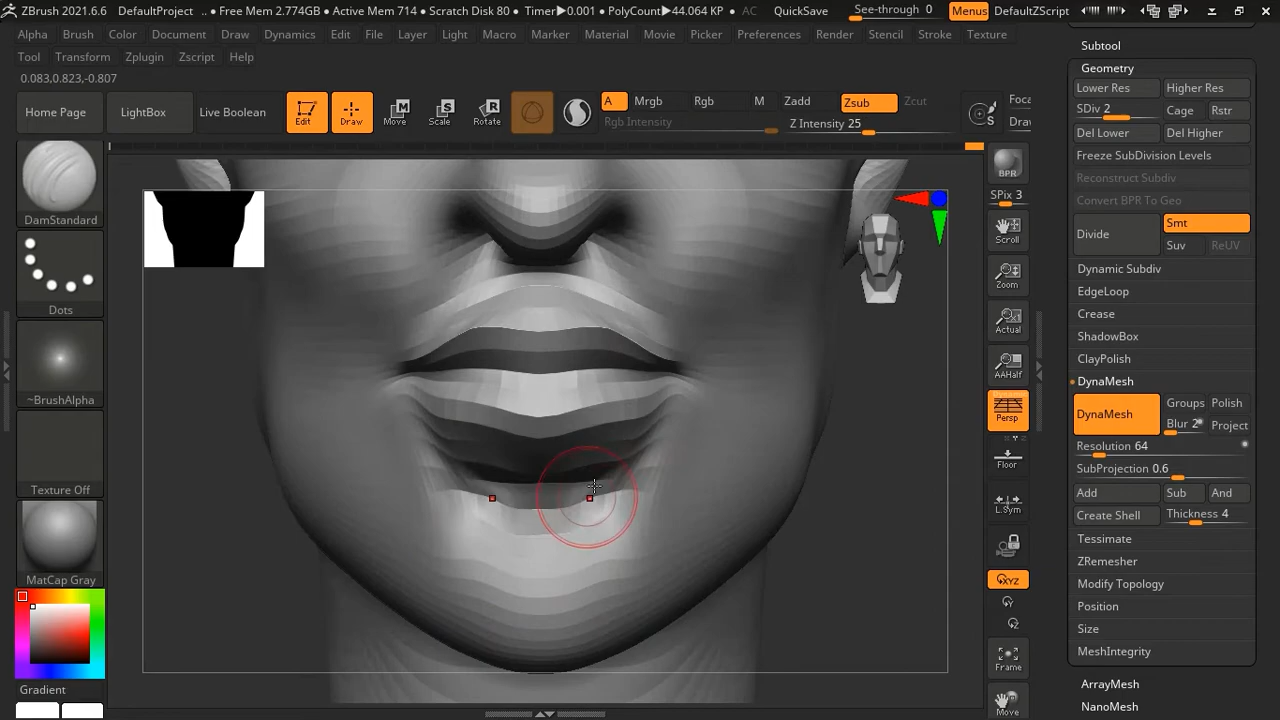 ZBrush 2021.6.6 DefaultProject .. • Free Mem 2.774GB • Active Mem 714 • Scratch Disk 80 • Timer▶0.001 • PolyCount▶44.064 KP • AC QuickSave See-through 0 Menus DefaultZScript
Alpha Brush Color Document Draw Dynamics Edit File Layer Light Macro Marker Material Movie Picker Preferences Render Stencil Stroke Texture
Tool Transform Zplugin Zscript Help
0.083,0.823,-0.807
Home Page LightBox Live Boolean Edit Draw Move Scale Rotate
M S R
A Mrgb Rgb M Zadd Zsub Zcut
Rgb Intensity Z Intensity 25
S Foca
Draw
DamStandard
Dots
~BrushAlpha
Texture Off
MatCap Gray
Gradient
BPR
SPix 3
Scroll
Zoom
Actual
AAHalf
Dynamic
Persp
Floor
L.Sym
XYZ
Y
Z
Frame
Move
Subtool
Geometry
Lower Res Higher Res
SDiv 2 Cage Rstr
Del Lower Del Higher
Freeze SubDivision Levels
Reconstruct Subdiv
Convert BPR To Geo
Divide Smt
Suv ReUV
Dynamic Subdiv
EdgeLoop
Crease
ShadowBox
ClayPolish
DynaMesh
DynaMesh Groups Polish
Blur 2 Project
Resolution 64
SubProjection 0.6
Add Sub And
Create Shell Thickness 4
Tessimate
ZRemesher
Modify Topology
Position
Size
MeshIntegrity
ArrayMesh
NanoMesh